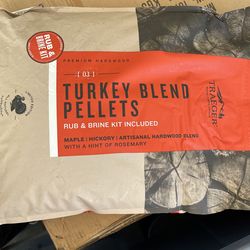 RUB &
BRINE KIT
PREMIUM HARDWOOD
[ 03 ]
TURKEY BLEND
PELLETS
RUB & BRINE KIT INCLUDED
MAPLE | HICKORY | ARTISANAL HARDWOOD BLEND
WITH A HINT OF ROSEMARY
TRAEGER